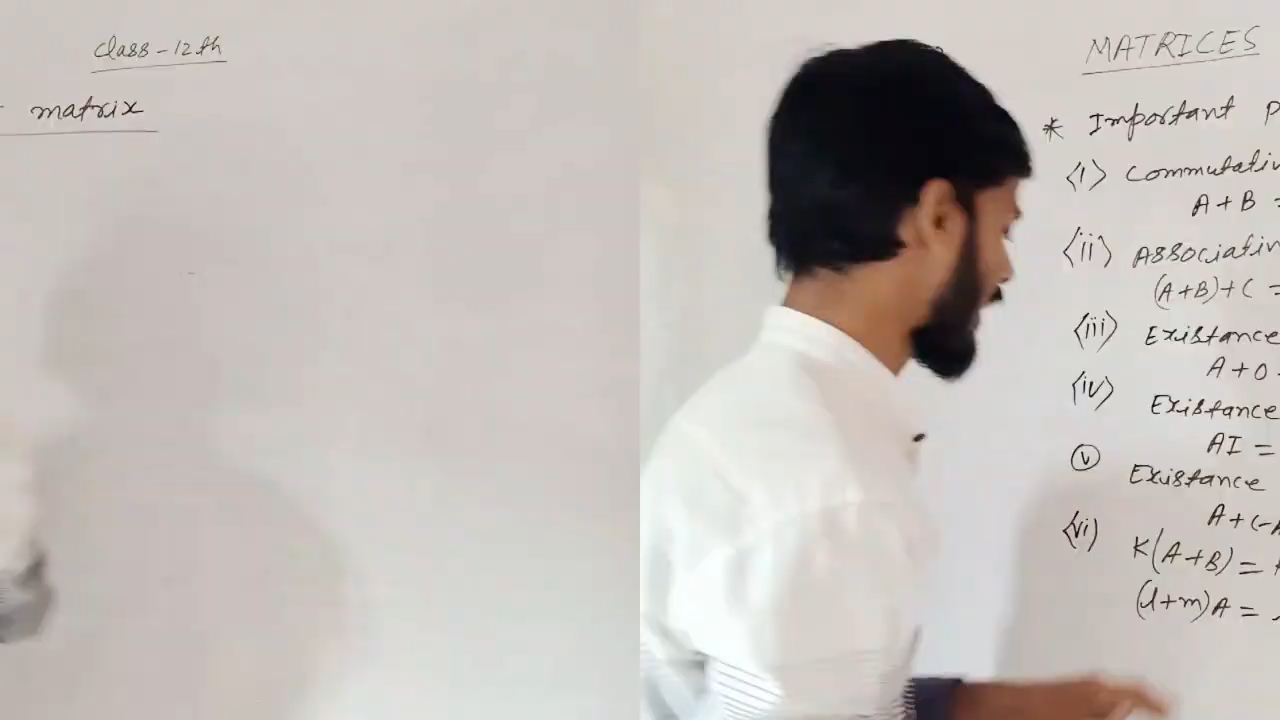 Class-12th
matrix
MATRICES
* Important P
(i) Commutativ
A+B =
(ii) Associativ
(A+B)+C =
(iii) Existance
A+0
(iv) Existance
AI =
(v) Existance
A+(-A
(vi) K(A+B) =
(l+m)A =